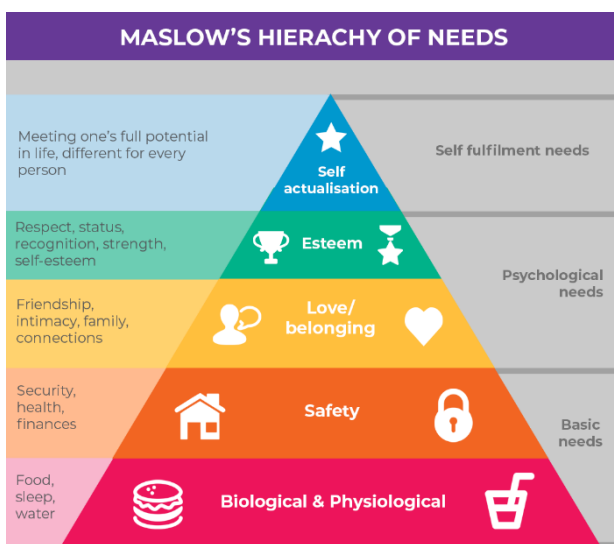 MASLOW'S HIERACHY OF NEEDS
Meeting one's full potential
in life, different for every
person
Self
actualisation
Self fulfilment needs
Respect, status,
recognition, strength,
self-esteem
Esteem
Psychological
needs
Friendship,
intimacy, family,
connections
Love/
belonging
Security,
health,
finances
Safety
Basic
needs
Food,
sleep,
water
Biological & Physiological